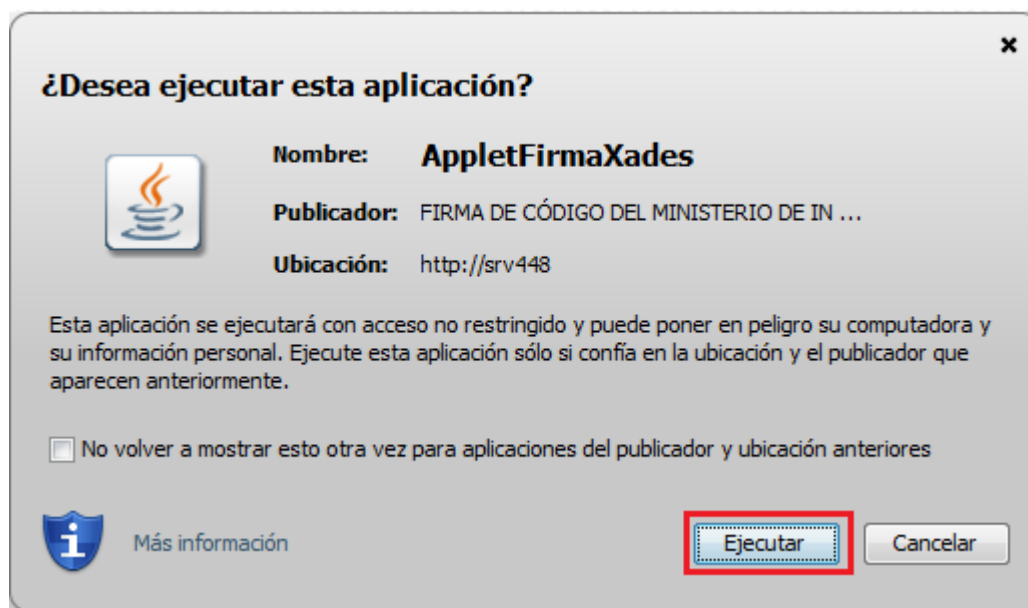 ¿Desea ejecutar esta aplicación?
Nombre: AppletFirmaXades
Publicador: FIRMA DE CÓDIGO DEL MINISTERIO DE IN ...
Ubicación: http://srv448
Esta aplicación se ejecutará con acceso no restringido y puede poner en peligro su computadora y
su información personal. Ejecute esta aplicación sólo si confía en la ubicación y el publicador que
aparecen anteriormente.
No volver a mostrar esto otra vez para aplicaciones del publicador y ubicación anteriores
Más información
Ejecutar
Cancelar